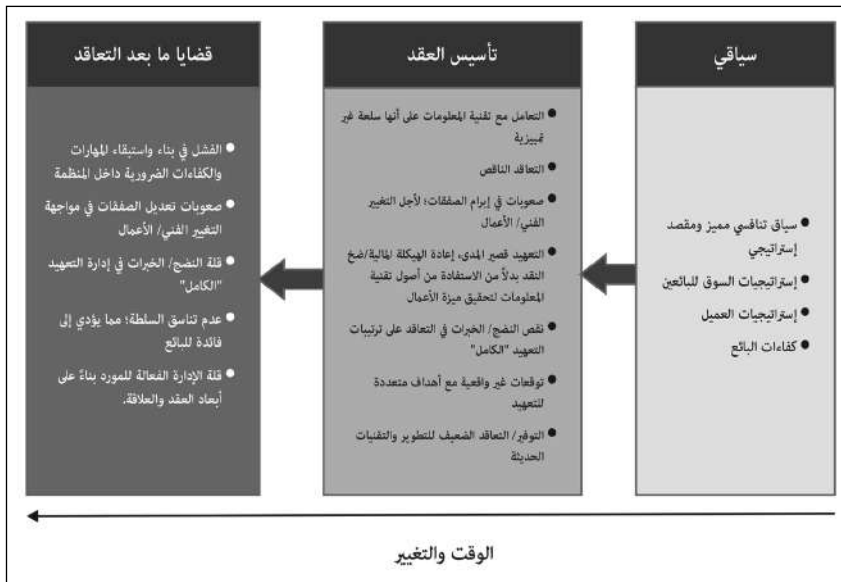 سياقي
● سياق تنافسي مميز ومقصد
إستراتيجي
● إستراتيجيات السوق للبائعين
● إستراتيجيات العميل
● كفاءات البائع
تأسيس العقد
● التعامل مع تقنية المعلومات على أنها سلعة غير
تمييزية
● التعاقد الناقص
● صعوبات في إبرام الصفقات؛ لأجل التغيير
الفني/ الأعمال
● التعهيد قصير المدى، إعادة الهيكلة المالية/ضخ
النقد بدلاً من الاستفادة من أصول تقنية
المعلومات لتحقيق ميزة الأعمال
● نقص النضج/ الخبرات في التعاقد على ترتيبات
التعهيد "الكامل"
● توقعات غير واقعية مع أهداف متعددة
للتعهيد
● التوفير/ التعاقد الضعيف للتطوير والتقنيات
الحديثة
قضايا ما بعد التعاقد
● الفشل في بناء واستبقاء المهارات
والكفاءات الضرورية داخل المنظمة
● صعوبات تعديل الصفقات في مواجهة
التغيير الفني/ الأعمال
● قلة النضج/ الخبرات في إدارة التعهيد
"الكامل"
● عدم تناسق السلطة؛ مما يؤدي إلى
فائدة للبائع
● قلة الإدارة الفعالة للمورد بناءً على
أبعاد العقد والعلاقة.
الوقت والتغيير